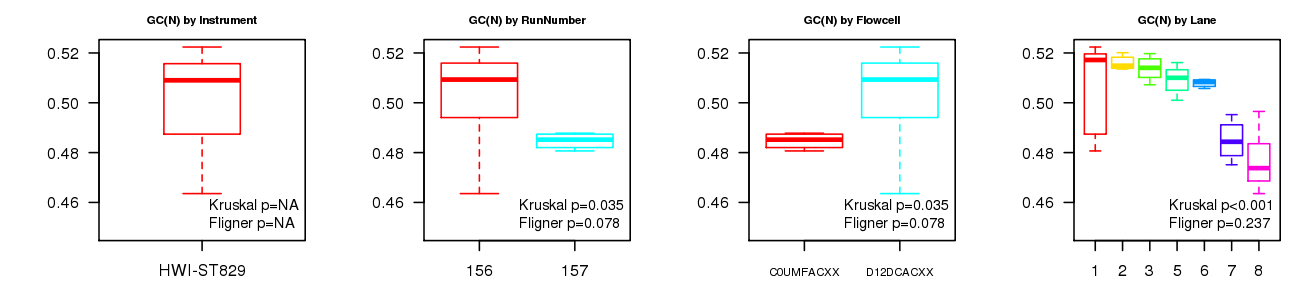 GC(N) by Instrument
0.52
0.50
0.48
0.46
Kruskal p=NA
Fligner p=NA
HWI-ST829
GC(N) by RunNumber
0.52
0.50
0.48
0.46
Kruskal p=0.035
Fligner p=0.078
156 157
GC(N) by Flowcell
0.52
0.50
0.48
0.46
Kruskal p=0.035
Fligner p=0.078
C0UMFACXX D12DCACXX
GC(N) by Lane
0.52
0.50
0.48
0.46
Kruskal p<0.001
Fligner p=0.237
1 2 3 5 6 7 8